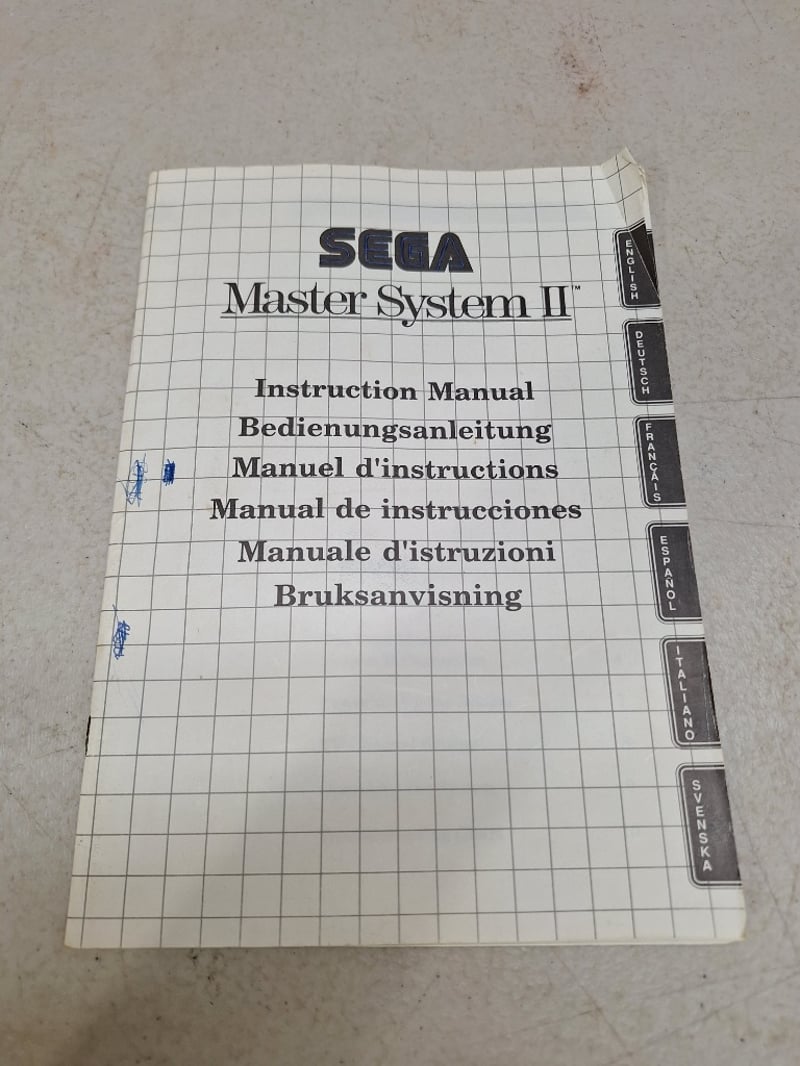 SEGA
Master System II™
Instruction Manual
Bedienungsanleitung
Manuel d'instructions
Manual de instrucciones
Manuale d'istruzioni
Bruksanvisning
ENGLISH
DEUTSCH
FRANÇAIS
ESPAÑOL
ITALIANO
SVENSKA